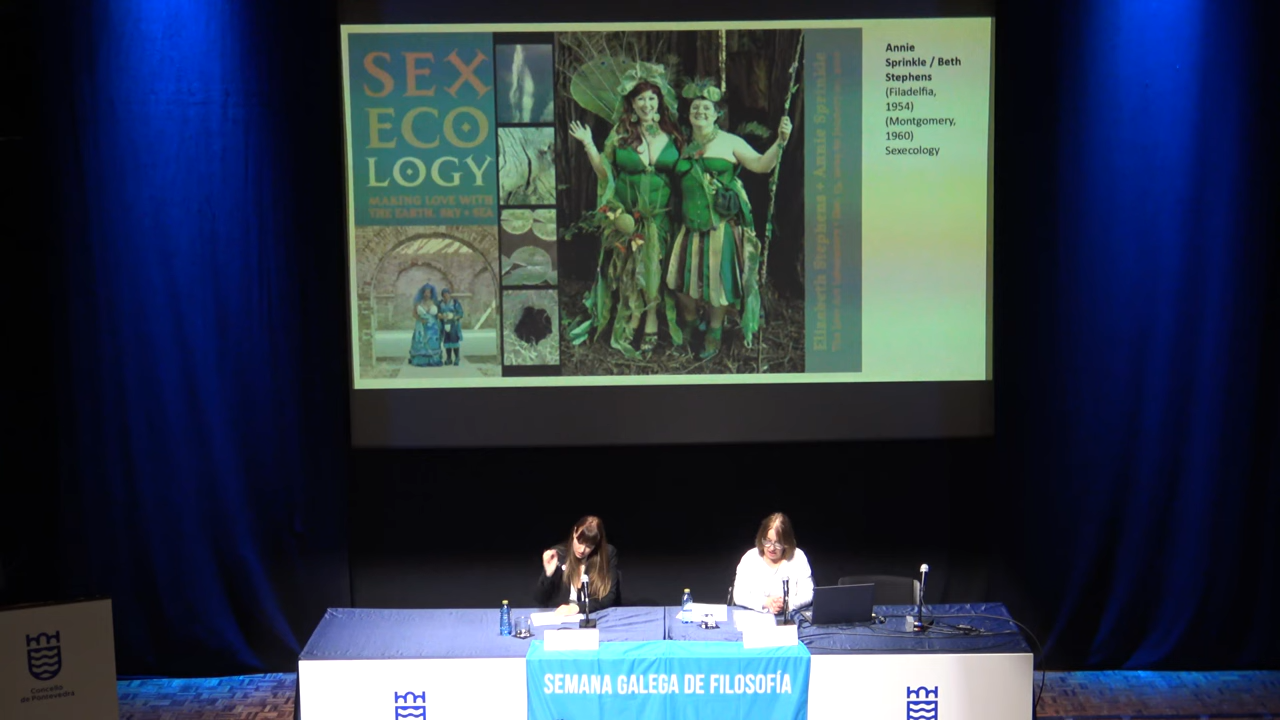 SEX
ECO
LOGY
MAKING LOVE WITH
THE EARTH, SKY + SEA
Elizabeth Stephens + Annie Sprinkle
Annie
Sprinkle / Beth
Stephens
(Filadelfia,
1954)
(Montgomery,
1960)
Sexecology
Concello
de Pontevedra
SEMANA GALEGA DE FILOSOFÍA